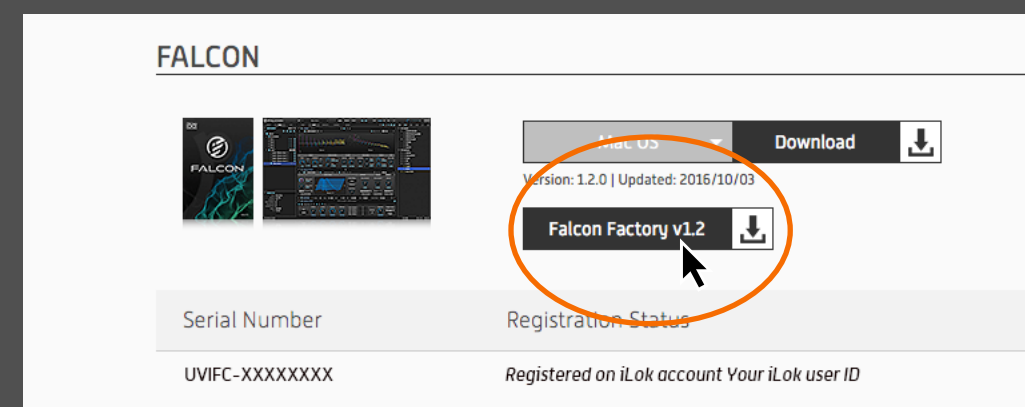 FALCON
FALCON
Mac OS
Download
Version: 1.2.0 | Updated: 2016/10/03
Falcon Factory v1.2
Serial Number
Registration Status
UVIFC-XXXXXXXX
Registered on iLok account Your iLok user ID